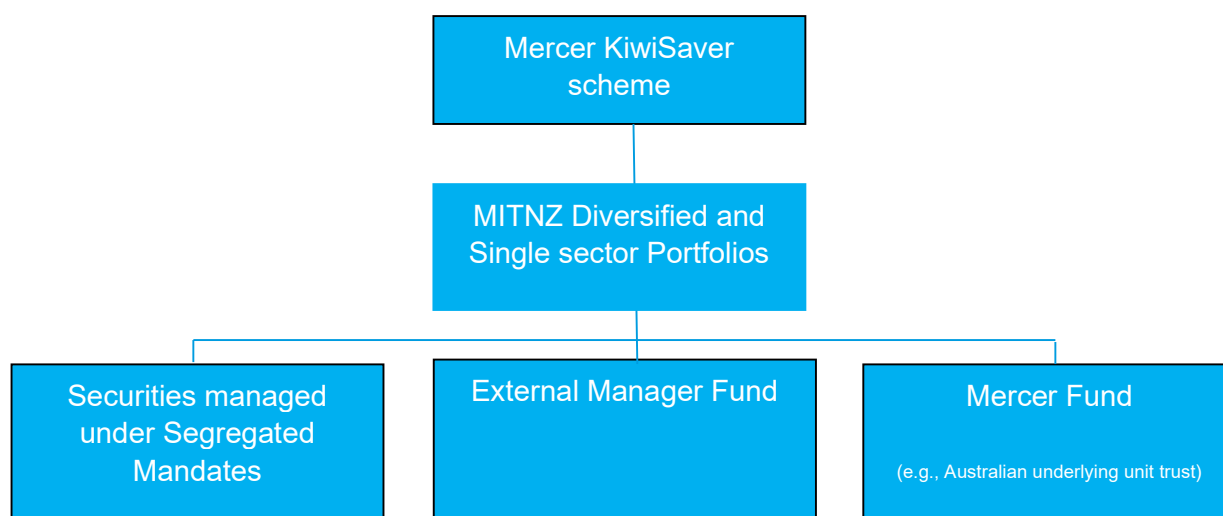 Mercer KiwiSaver
scheme
MITNZ Diversified and
Single sector Portfolios
Securities managed
under Segregated
Mandates
External Manager Fund
Mercer Fund
(e.g., Australian underlying unit trust)